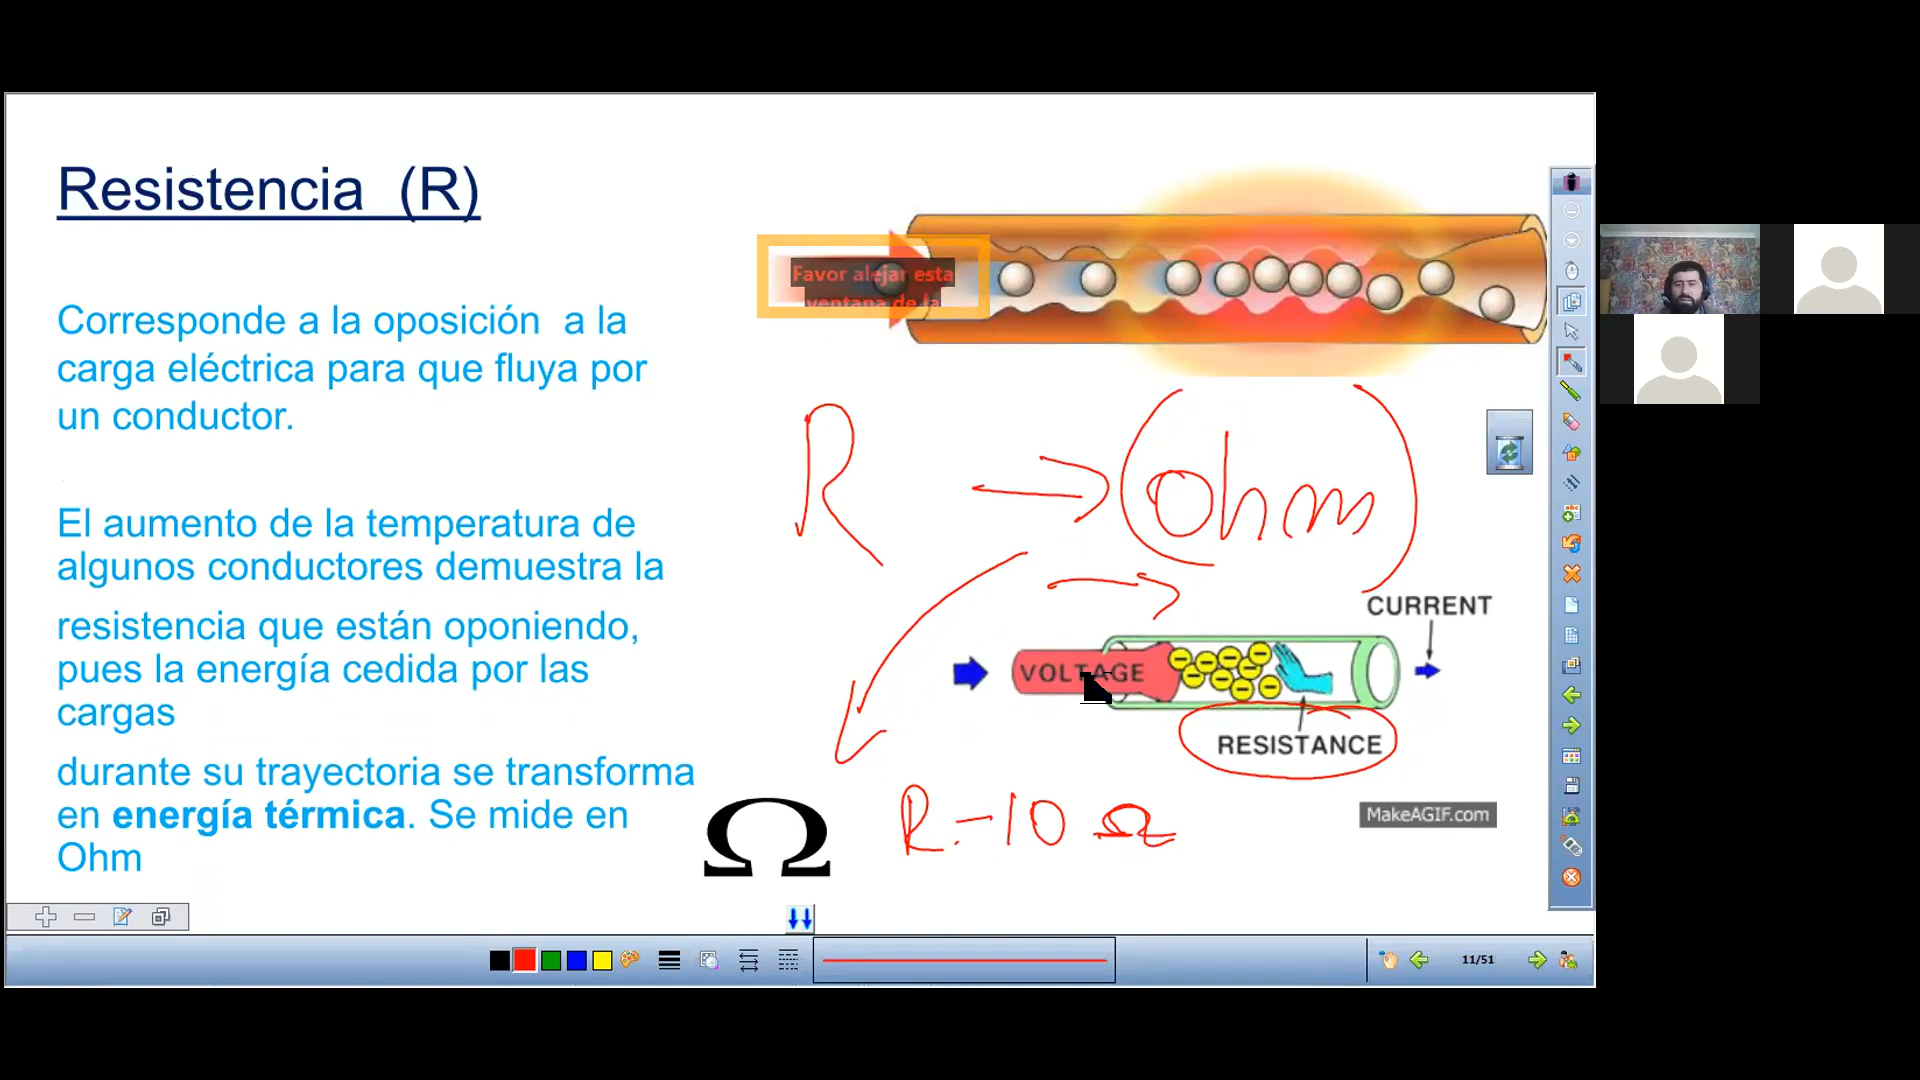 Resistencia (R)
Favor alejar esta
ventana de la
Corresponde a la oposición a la
carga eléctrica para que fluya por
un conductor.
R → (ohm)
El aumento de la temperatura de
algunos conductores demuestra la
resistencia que están oponiendo,
pues la energía cedida por las
cargas
durante su trayectoria se transforma
en energía térmica. Se mide en
Ohm
Ω
CURRENT
VOLTAGE
RESISTANCE
R = 10 Ω
MakeAGIF.com
11/51